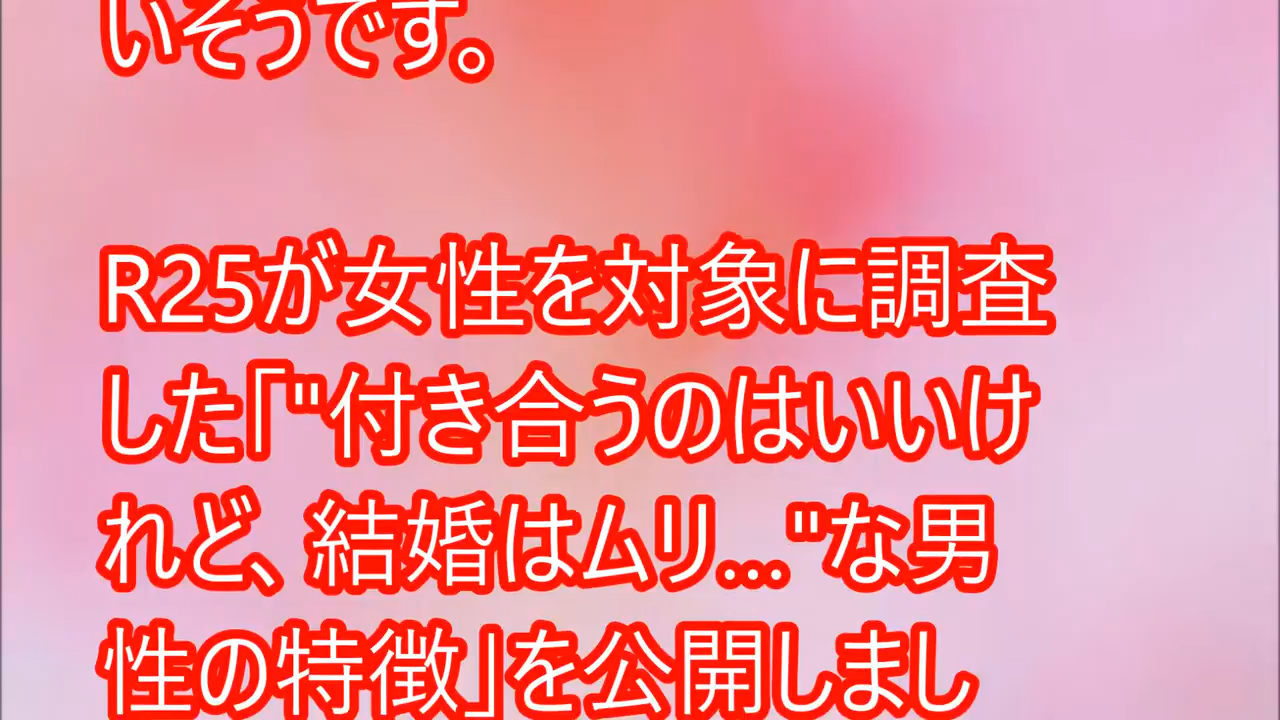 いそうです。
R25が女性を対象に調査
した「"付き合うのはいいけ
れど、結婚はムリ..."な男
性の特徴」を公開しまし